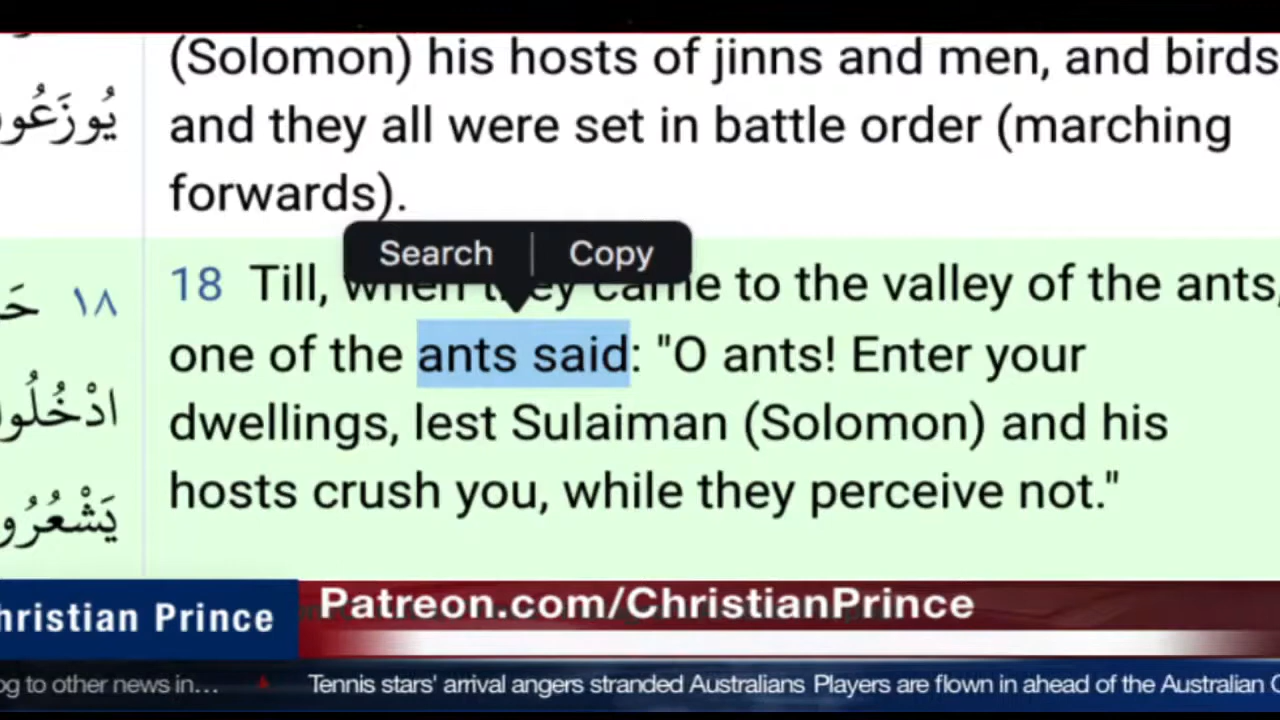 (Solomon) his hosts of jinns and men, and birds
and they all were set in battle order (marching
forwards).
Search
Copy
18 Till, when they came to the valley of the ants,
one of the ants said: "O ants! Enter your
dwellings, lest Sulaiman (Solomon) and his
hosts crush you, while they perceive not."
١٨
Christian Prince
Patreon.com/ChristianPrince
to other news in...
Tennis stars' arrival angers stranded Australians Players are flown in ahead of the Australian